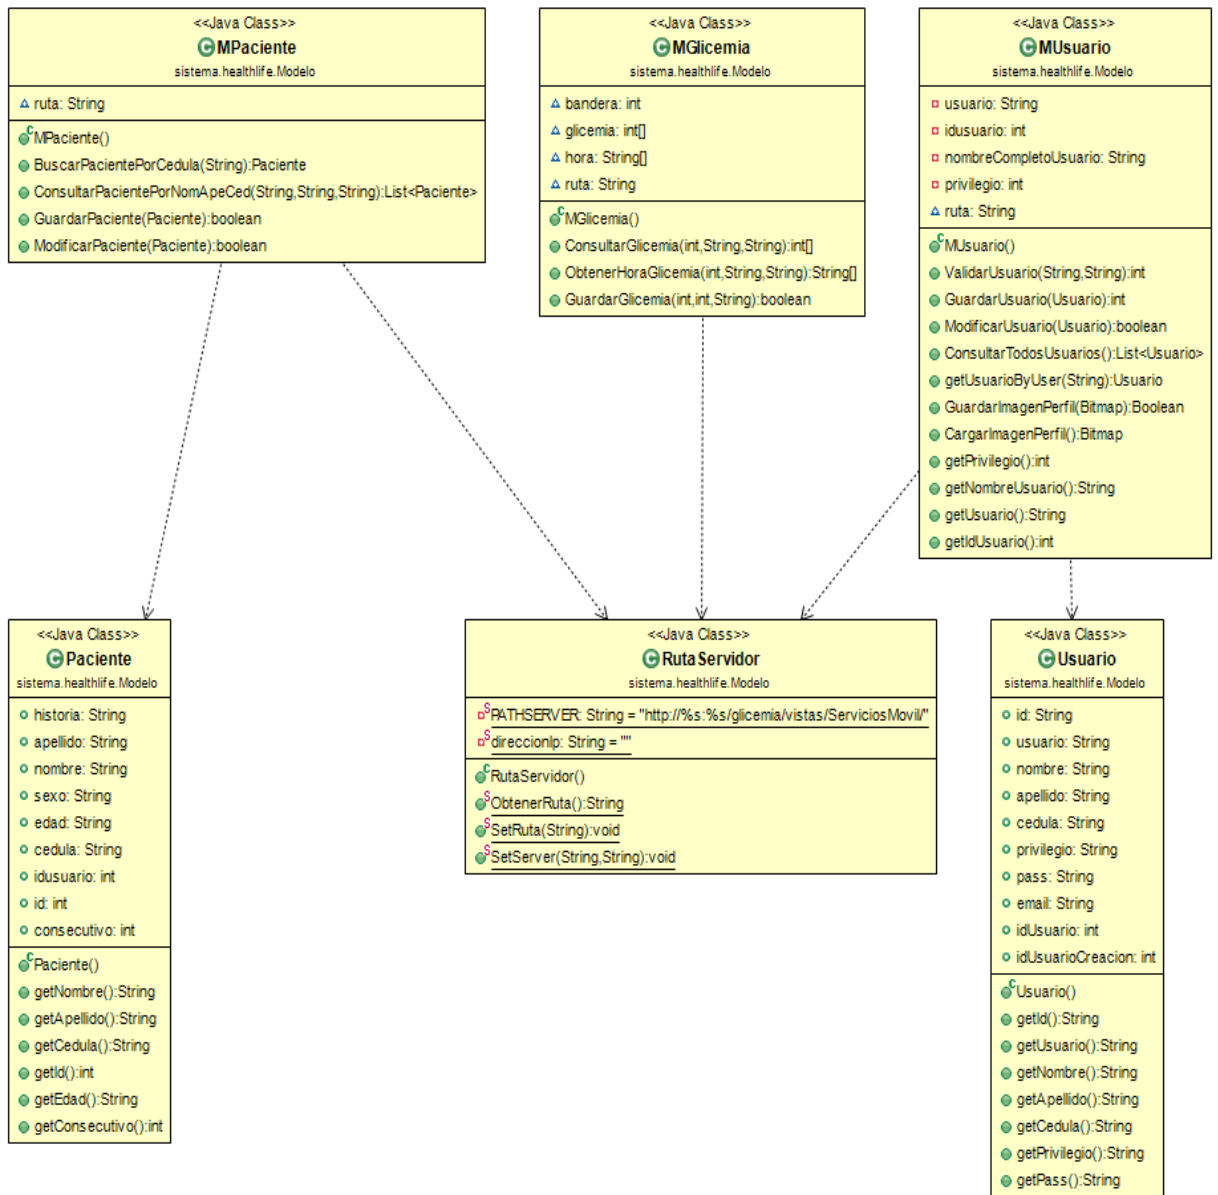 <<Java Class>>
MPaciente
sistema.healthlife.Modelo
ruta: String
MPaciente()
BuscarPacientePorCedula(String):Paciente
ConsultarPacientePorNomApeCed(String,String,String):List<Paciente>
GuardarPaciente(Paciente):boolean
ModificarPaciente(Paciente):boolean
<<Java Class>>
MGlicemia
sistema.healthlife.Modelo
bandera: int
glicemia: int[]
hora: String[]
ruta: String
MGlicemia()
ConsultarGlicemia(int,String,String):int[]
ObtenerHoraGlicemia(int,String,String):String[]
GuardarGlicemia(int,int,String):boolean
<<Java Class>>
MUsuario
sistema.healthlife.Modelo
usuario: String
idusuario: int
nombreCompletoUsuario: String
privilegio: int
ruta: String
MUsuario()
ValidarUsuario(String,String):int
GuardarUsuario(Usuario):int
ModificarUsuario(Usuario):boolean
ConsultarTodosUsuarios():List<Usuario>
getUsuarioByUser(String):Usuario
GuardarImagenPerfil(Bitmap):Boolean
CargarImagenPerfil():Bitmap
getPrivilegio():int
getNombreUsuario():String
getUsuario():String
getIdUsuario():int
<<Java Class>>
Paciente
sistema.healthlife.Modelo
historia: String
apellido: String
nombre: String
sexo: String
edad: String
cedula: String
idusuario: int
id: int
consecutivo: int
Paciente()
getNombre():String
getApellido():String
getCedula():String
getId():int
getEdad():String
getConsecutivo():int
<<Java Class>>
RutaServidor
sistema.healthlife.Modelo
PATHSERVER: String = "http://%s:%s/glicemia/vistas/ServiciosMovil/"
direccionIp: String = ""
RutaServidor()
ObtenerRuta():String
SetRuta(String):void
SetServer(String,String):void
<<Java Class>>
Usuario
sistema.healthlife.Modelo
id: String
usuario: String
nombre: String
apellido: String
cedula: String
privilegio: String
pass: String
email: String
idUsuario: int
idUsuarioCreacion: int
Usuario()
getId():String
getUsuario():String
getNombre():String
getApellido():String
getCedula():String
getPrivilegio():String
getPass():String